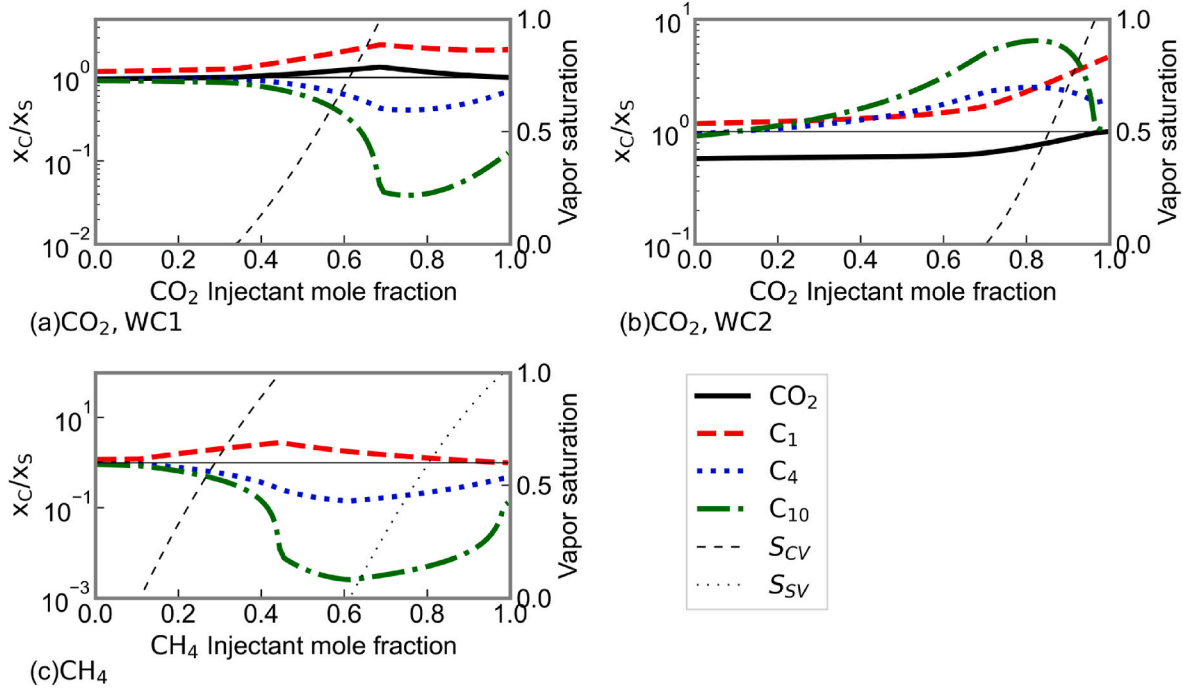 x_C/x_S
10^0
10^-1
10^-2
1.0
0.5
0.0
Vapor saturation
0.0 0.2 0.4 0.6 0.8 1.0
CO2 Injectant mole fraction
(a)CO2, WC1
x_C/x_S
10^1
10^0
10^-1
1.0
0.5
0.0
Vapor saturation
0.0 0.2 0.4 0.6 0.8 1.0
CO2 Injectant mole fraction
(b)CO2, WC2
x_C/x_S
10^1
10^-1
10^-3
1.0
0.5
0.0
Vapor saturation
0.0 0.2 0.4 0.6 0.8 1.0
CH4 Injectant mole fraction
(c)CH4
CO2
C1
C4
C10
S_CV
S_SV